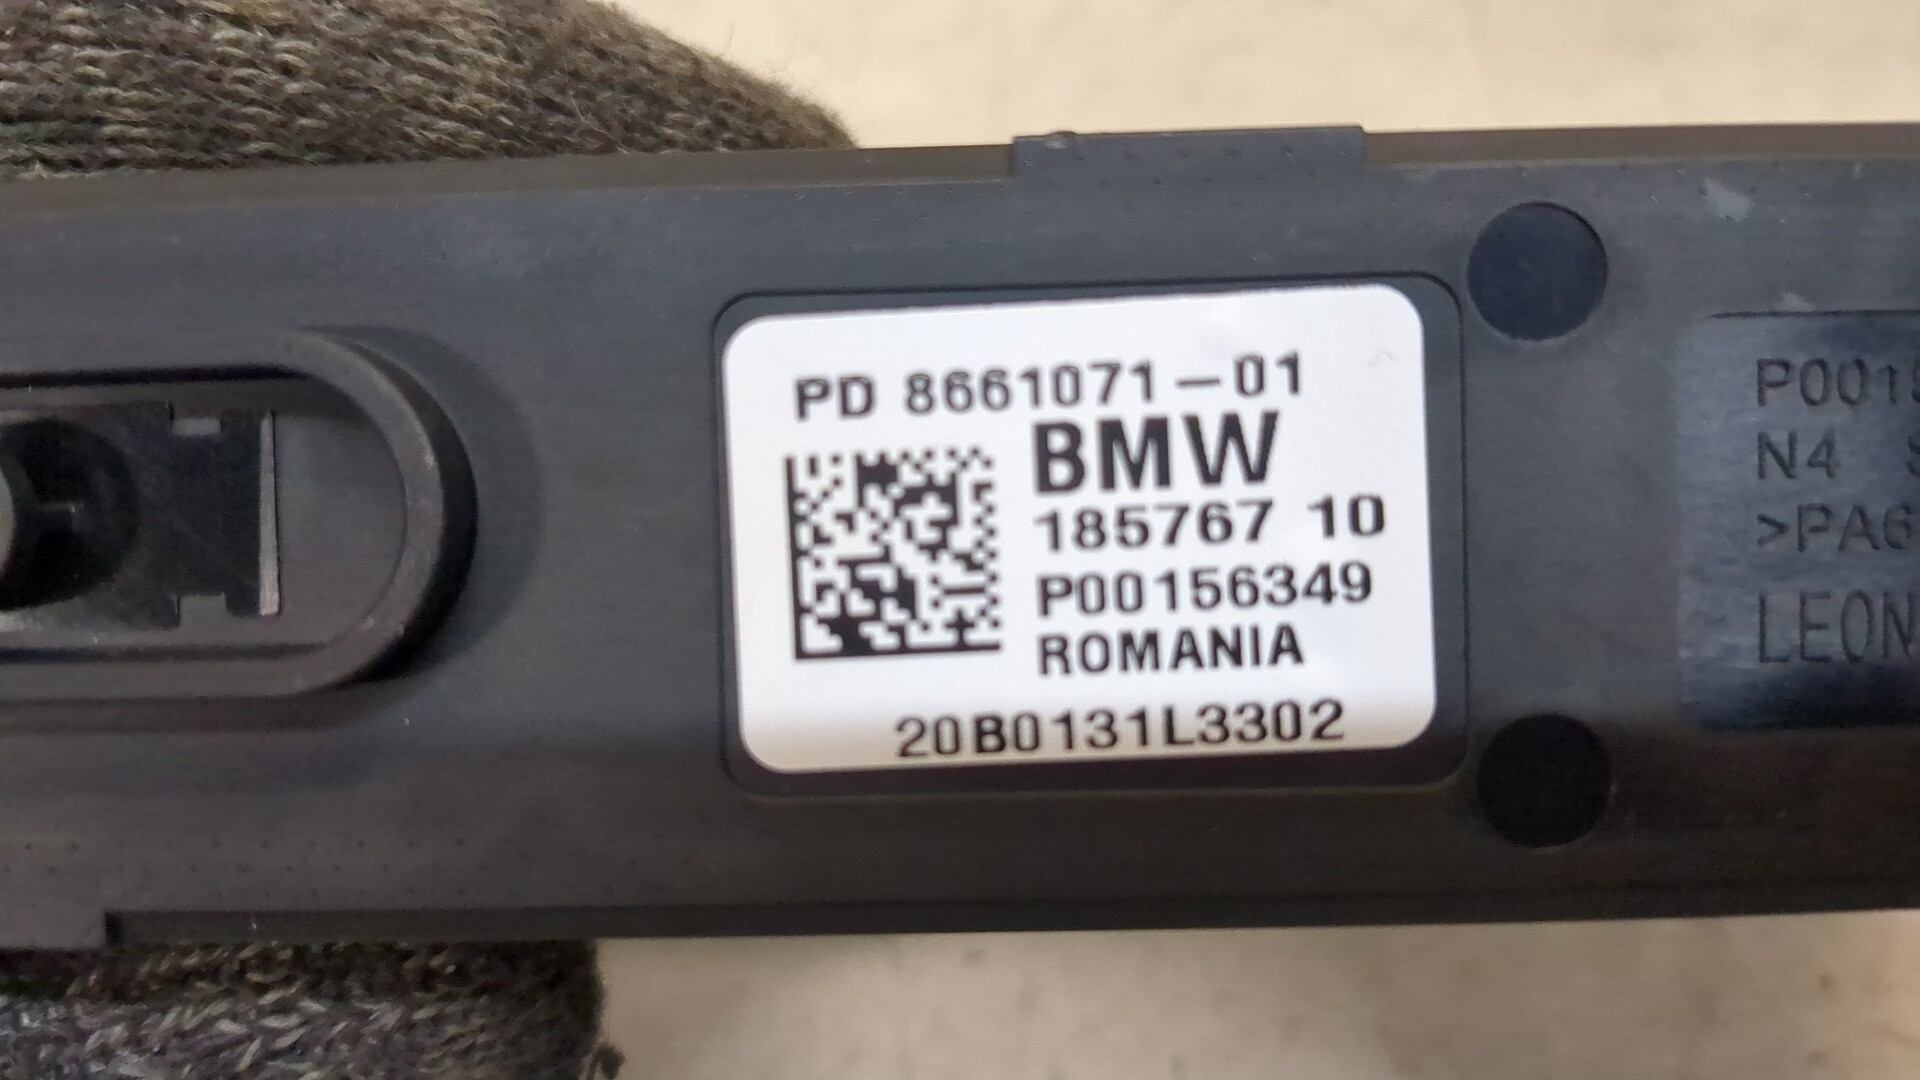 PD 8661071-01
BMW
185767 10
P00156349
ROMANIA
20B0131L3302
N4